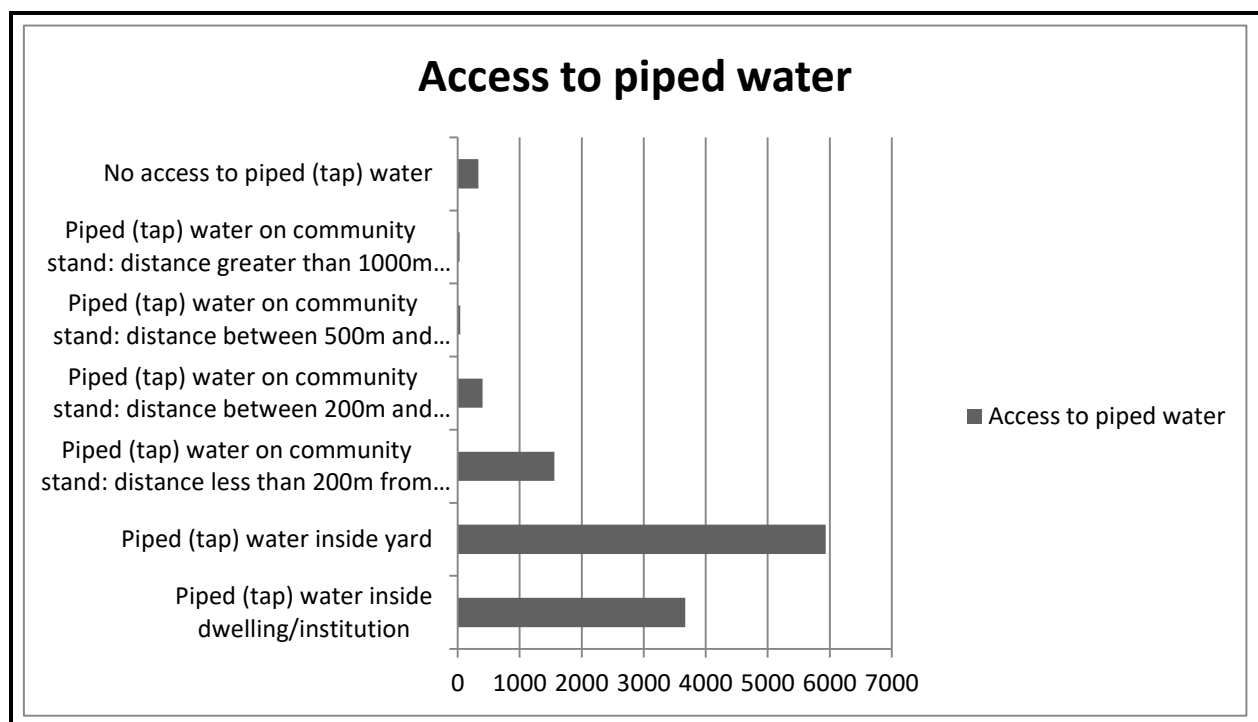 Access to piped water
No access to piped (tap) water
Piped (tap) water on community
stand: distance greater than 1000m...
Piped (tap) water on community
stand: distance between 500m and...
Piped (tap) water on community
stand: distance between 200m and...
Piped (tap) water on community
stand: distance less than 200m from...
Piped (tap) water inside yard
Piped (tap) water inside
dwelling/institution
0 1000 2000 3000 4000 5000 6000 7000
Access to piped water